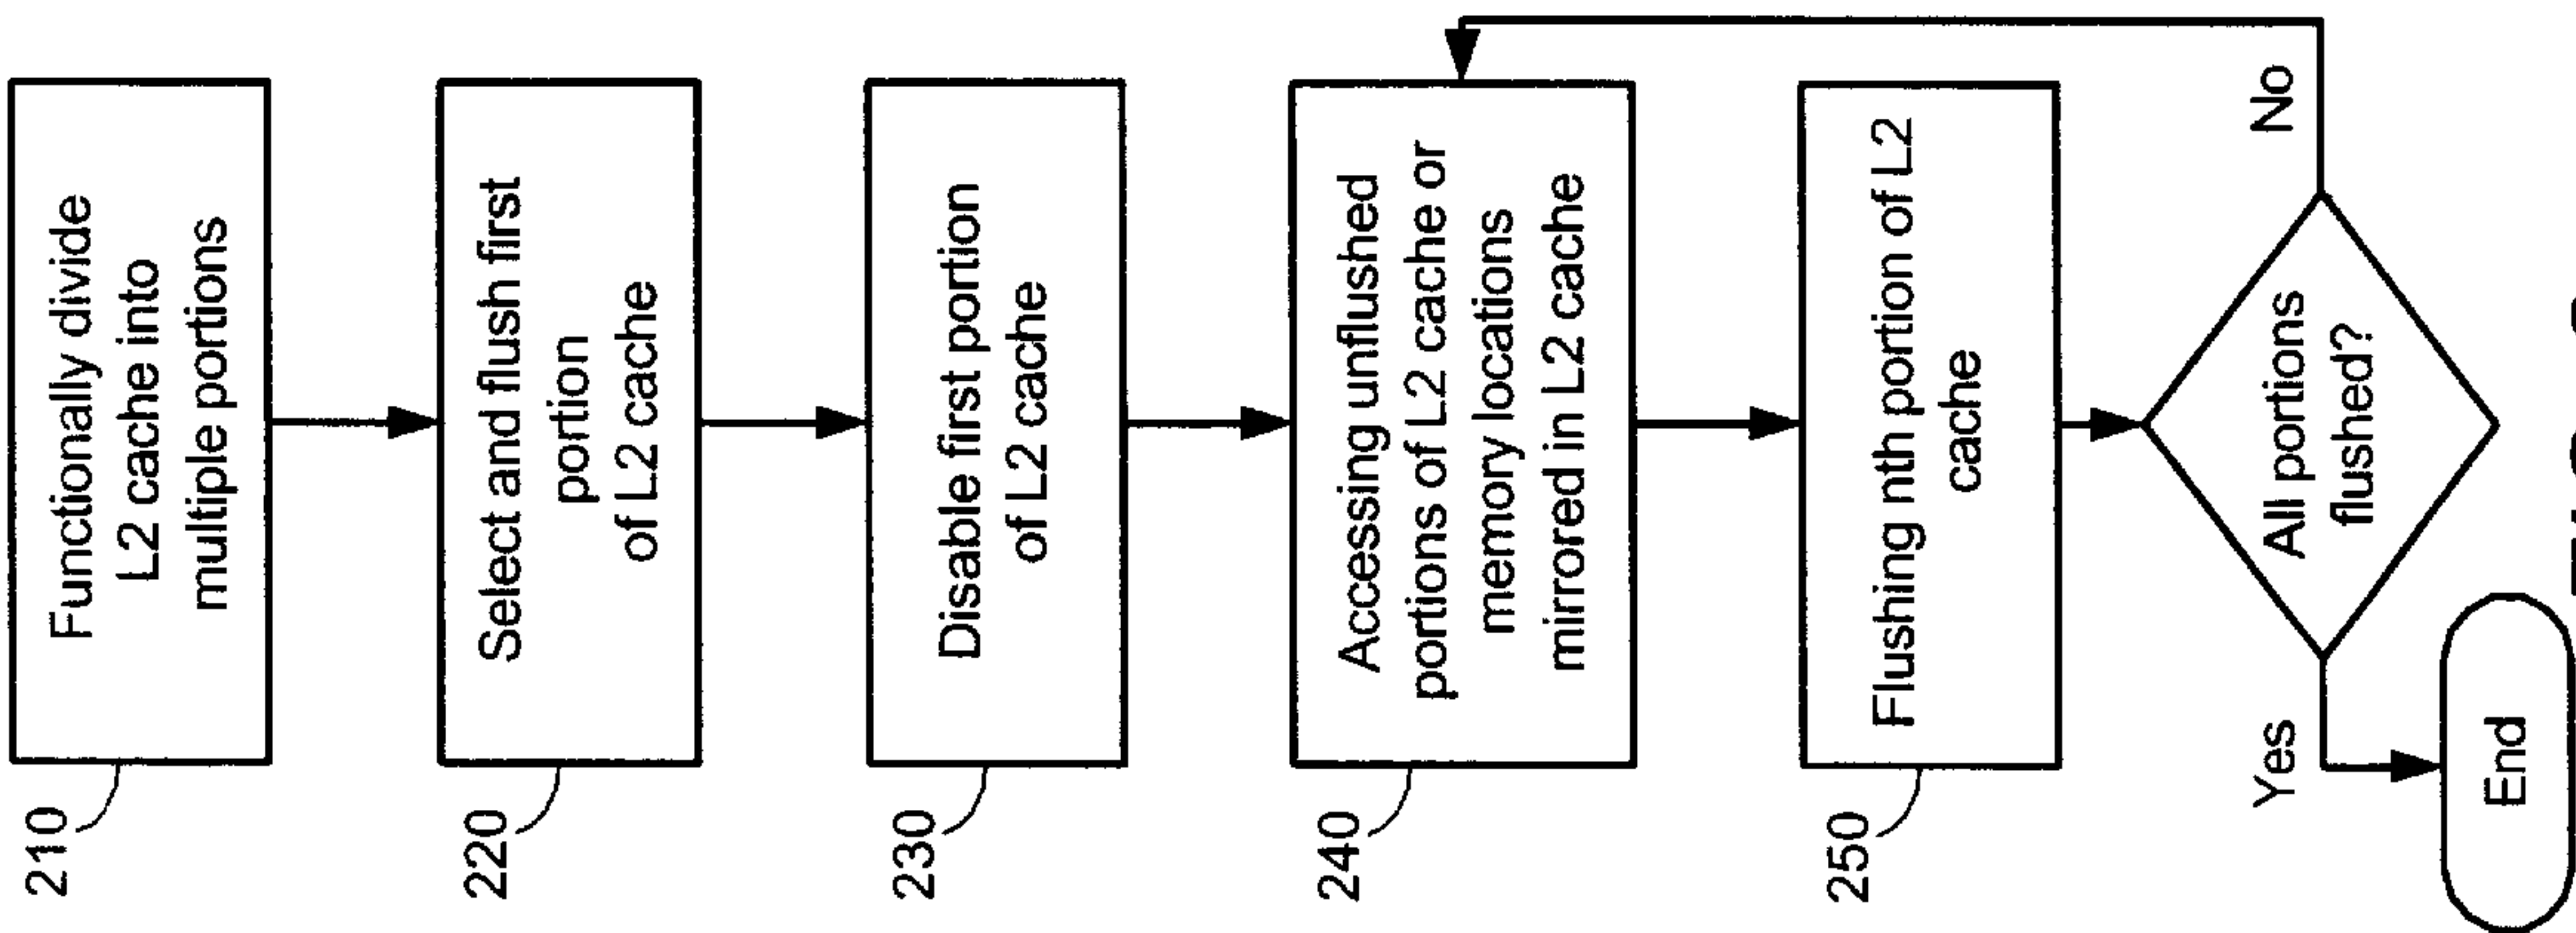 210
Functionally divide
L2 cache into
multiple portions
220
Select and flush first
portion
of L2 cache
230
Disable first portion
of L2 cache
240
Accessing unflushed
portions of L2 cache or
memory locations
mirrored in L2 cache
250
Flushing nth portion of L2
cache
All portions
flushed?
Yes
No
End